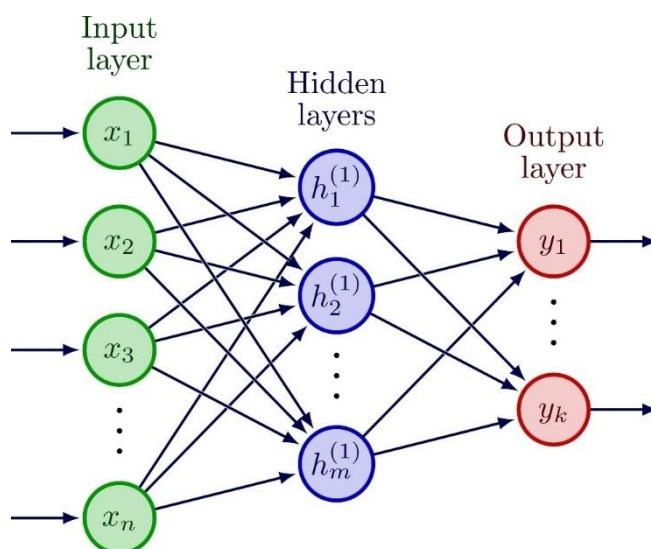 Input
layer
Hidden
layers
Output
layer
x₁
x₂
x₃
⋮
xₙ
h₁⁽¹⁾
h₂⁽¹⁾
⋮
hₘ⁽¹⁾
y₁
⋮
yₖ